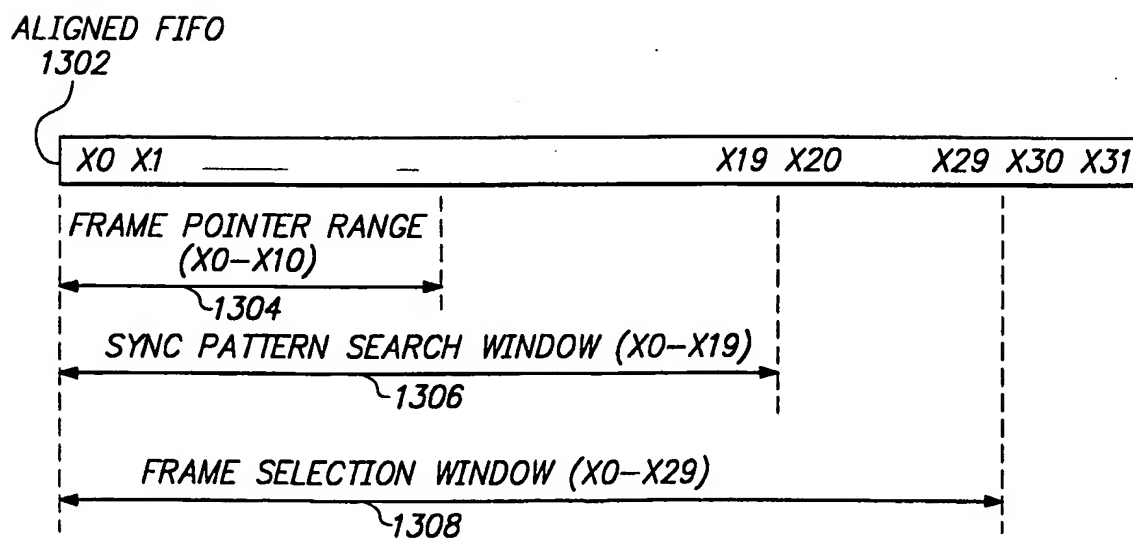 ALIGNED FIFO
1302
X0 X1 X19 X20 X29 X30 X31
FRAME POINTER RANGE
(X0-X10)
1304
SYNC PATTERN SEARCH WINDOW (X0-X19)
1306
FRAME SELECTION WINDOW (X0-X29)
1308